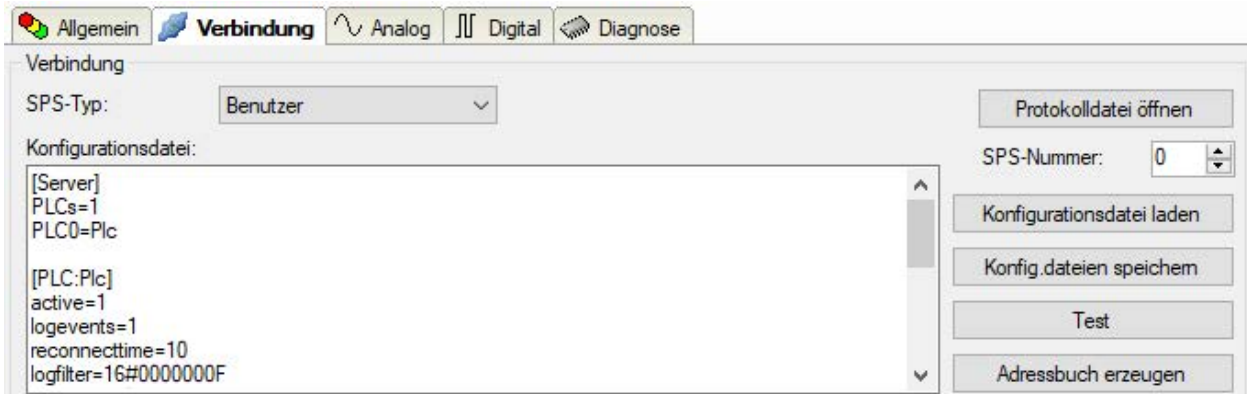 Allgemein Verbindung Analog Digital Diagnose
Verbindung
SPS-Typ: Benutzer
Protokolldatei öffnen
Konfigurationsdatei:
SPS-Nummer: 0
[Server]
PLCs=1
PLC0=Plc
[PLC:Plc]
active=1
logevents=1
reconnecttime=10
logfilter=16#0000000F
Konfigurationsdatei laden
Konfig.dateien speichern
Test
Adressbuch erzeugen